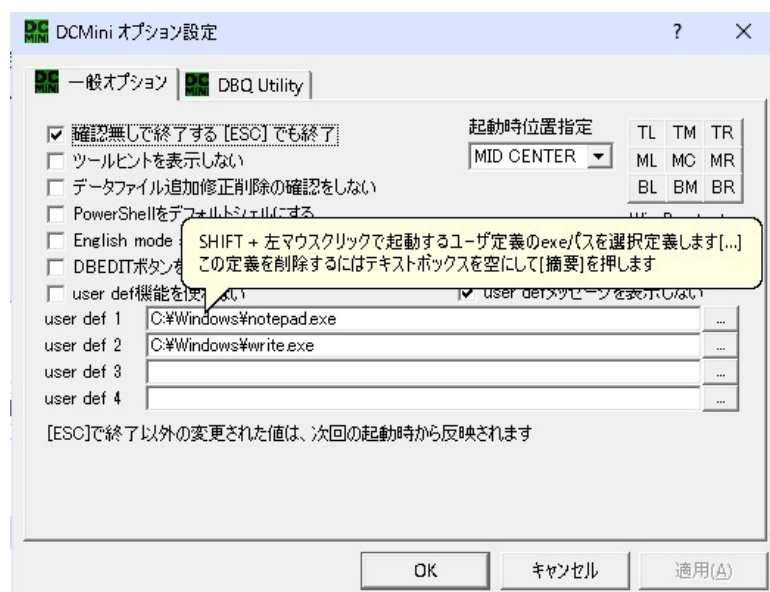 DCMini オプション設定
一般オプション
DBQ Utility
確認無しで終了する [ESC] でも終了
ツールヒントを表示しない
データファイル追加修正削除の確認をしない
PowerShellをデフォルトシェルにする
English mode
DBEDITボタンを
user def機能を使わない
起動時位置指定
MID CENTER
TL TM TR
ML MC MR
BL BM BR
SHIFT + 左マウスクリックで起動するユーザ定義のexeパスを選択定義します[...]
この定義を削除するにはテキストボックスを空にして[摘要]を押します
user defメッセージを表示しない
user def 1 C:¥Windows¥notepad.exe ...
user def 2 C:¥Windows¥write.exe ...
user def 3 ...
user def 4 ...
[ESC]で終了以外の変更された値は、次回の起動時から反映されます
OK
キャンセル
適用(A)